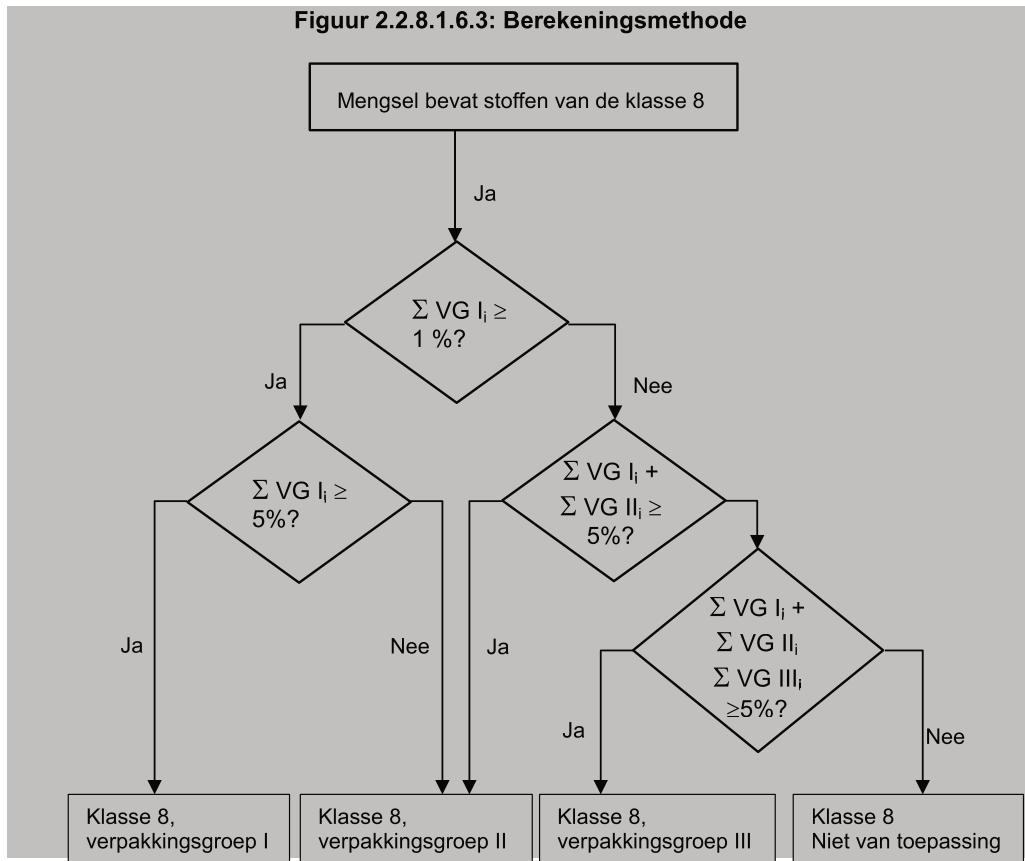 Figuur 2.2.8.1.6.3: Berekeningsmethode
Mengsel bevat stoffen van de klasse 8
Ja
Σ VG Iᵢ ≥
1 %?
Ja
Nee
Σ VG Iᵢ ≥
5%?
Σ VG Iᵢ +
Σ VG IIᵢ ≥
5%?
Σ VG Iᵢ +
Σ VG IIᵢ
Σ VG IIIᵢ
≥5%?
Ja
Nee
Ja
Ja
Nee
Klasse 8,
verpakkingsgroep I
Klasse 8,
verpakkingsgroep II
Klasse 8,
verpakkingsgroep III
Klasse 8
Niet van toepassing